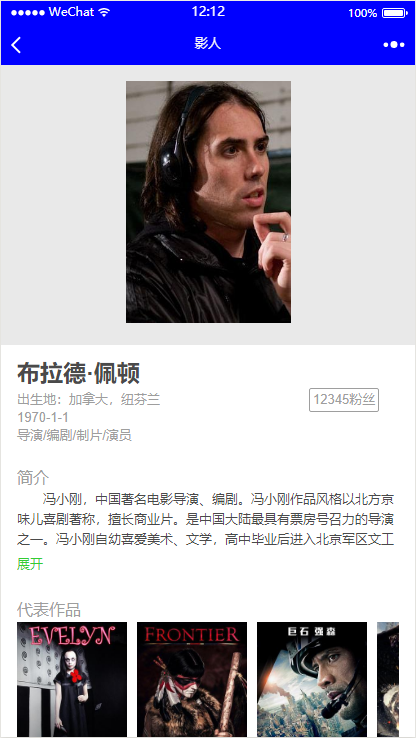 WeChat
12:12
100%
影人
布拉德·佩顿
出生地：加拿大，纽芬兰
12345粉丝
1970-1-1
导演/编剧/制片/演员
简介
冯小刚，中国著名电影导演、编剧。冯小刚作品风格以北方京
味儿喜剧著称，擅长商业片。是中国大陆最具有票房号召力的导演
之一。冯小刚自幼喜爱美术、文学，高中毕业后进入北京军区文工
展开
代表作品
EVELYN
FRONTIER
巨石 强森